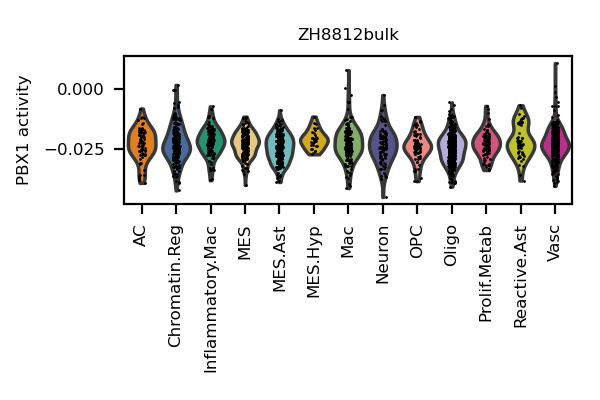 ZH8812bulk
PBX1 activity
0.000
−0.025
AC
Chromatin.Reg
Inflammatory.Mac
MES
MES.Ast
MES.Hyp
Mac
Neuron
OPC
Oligo
Prolif.Metab
Reactive.Ast
Vasc